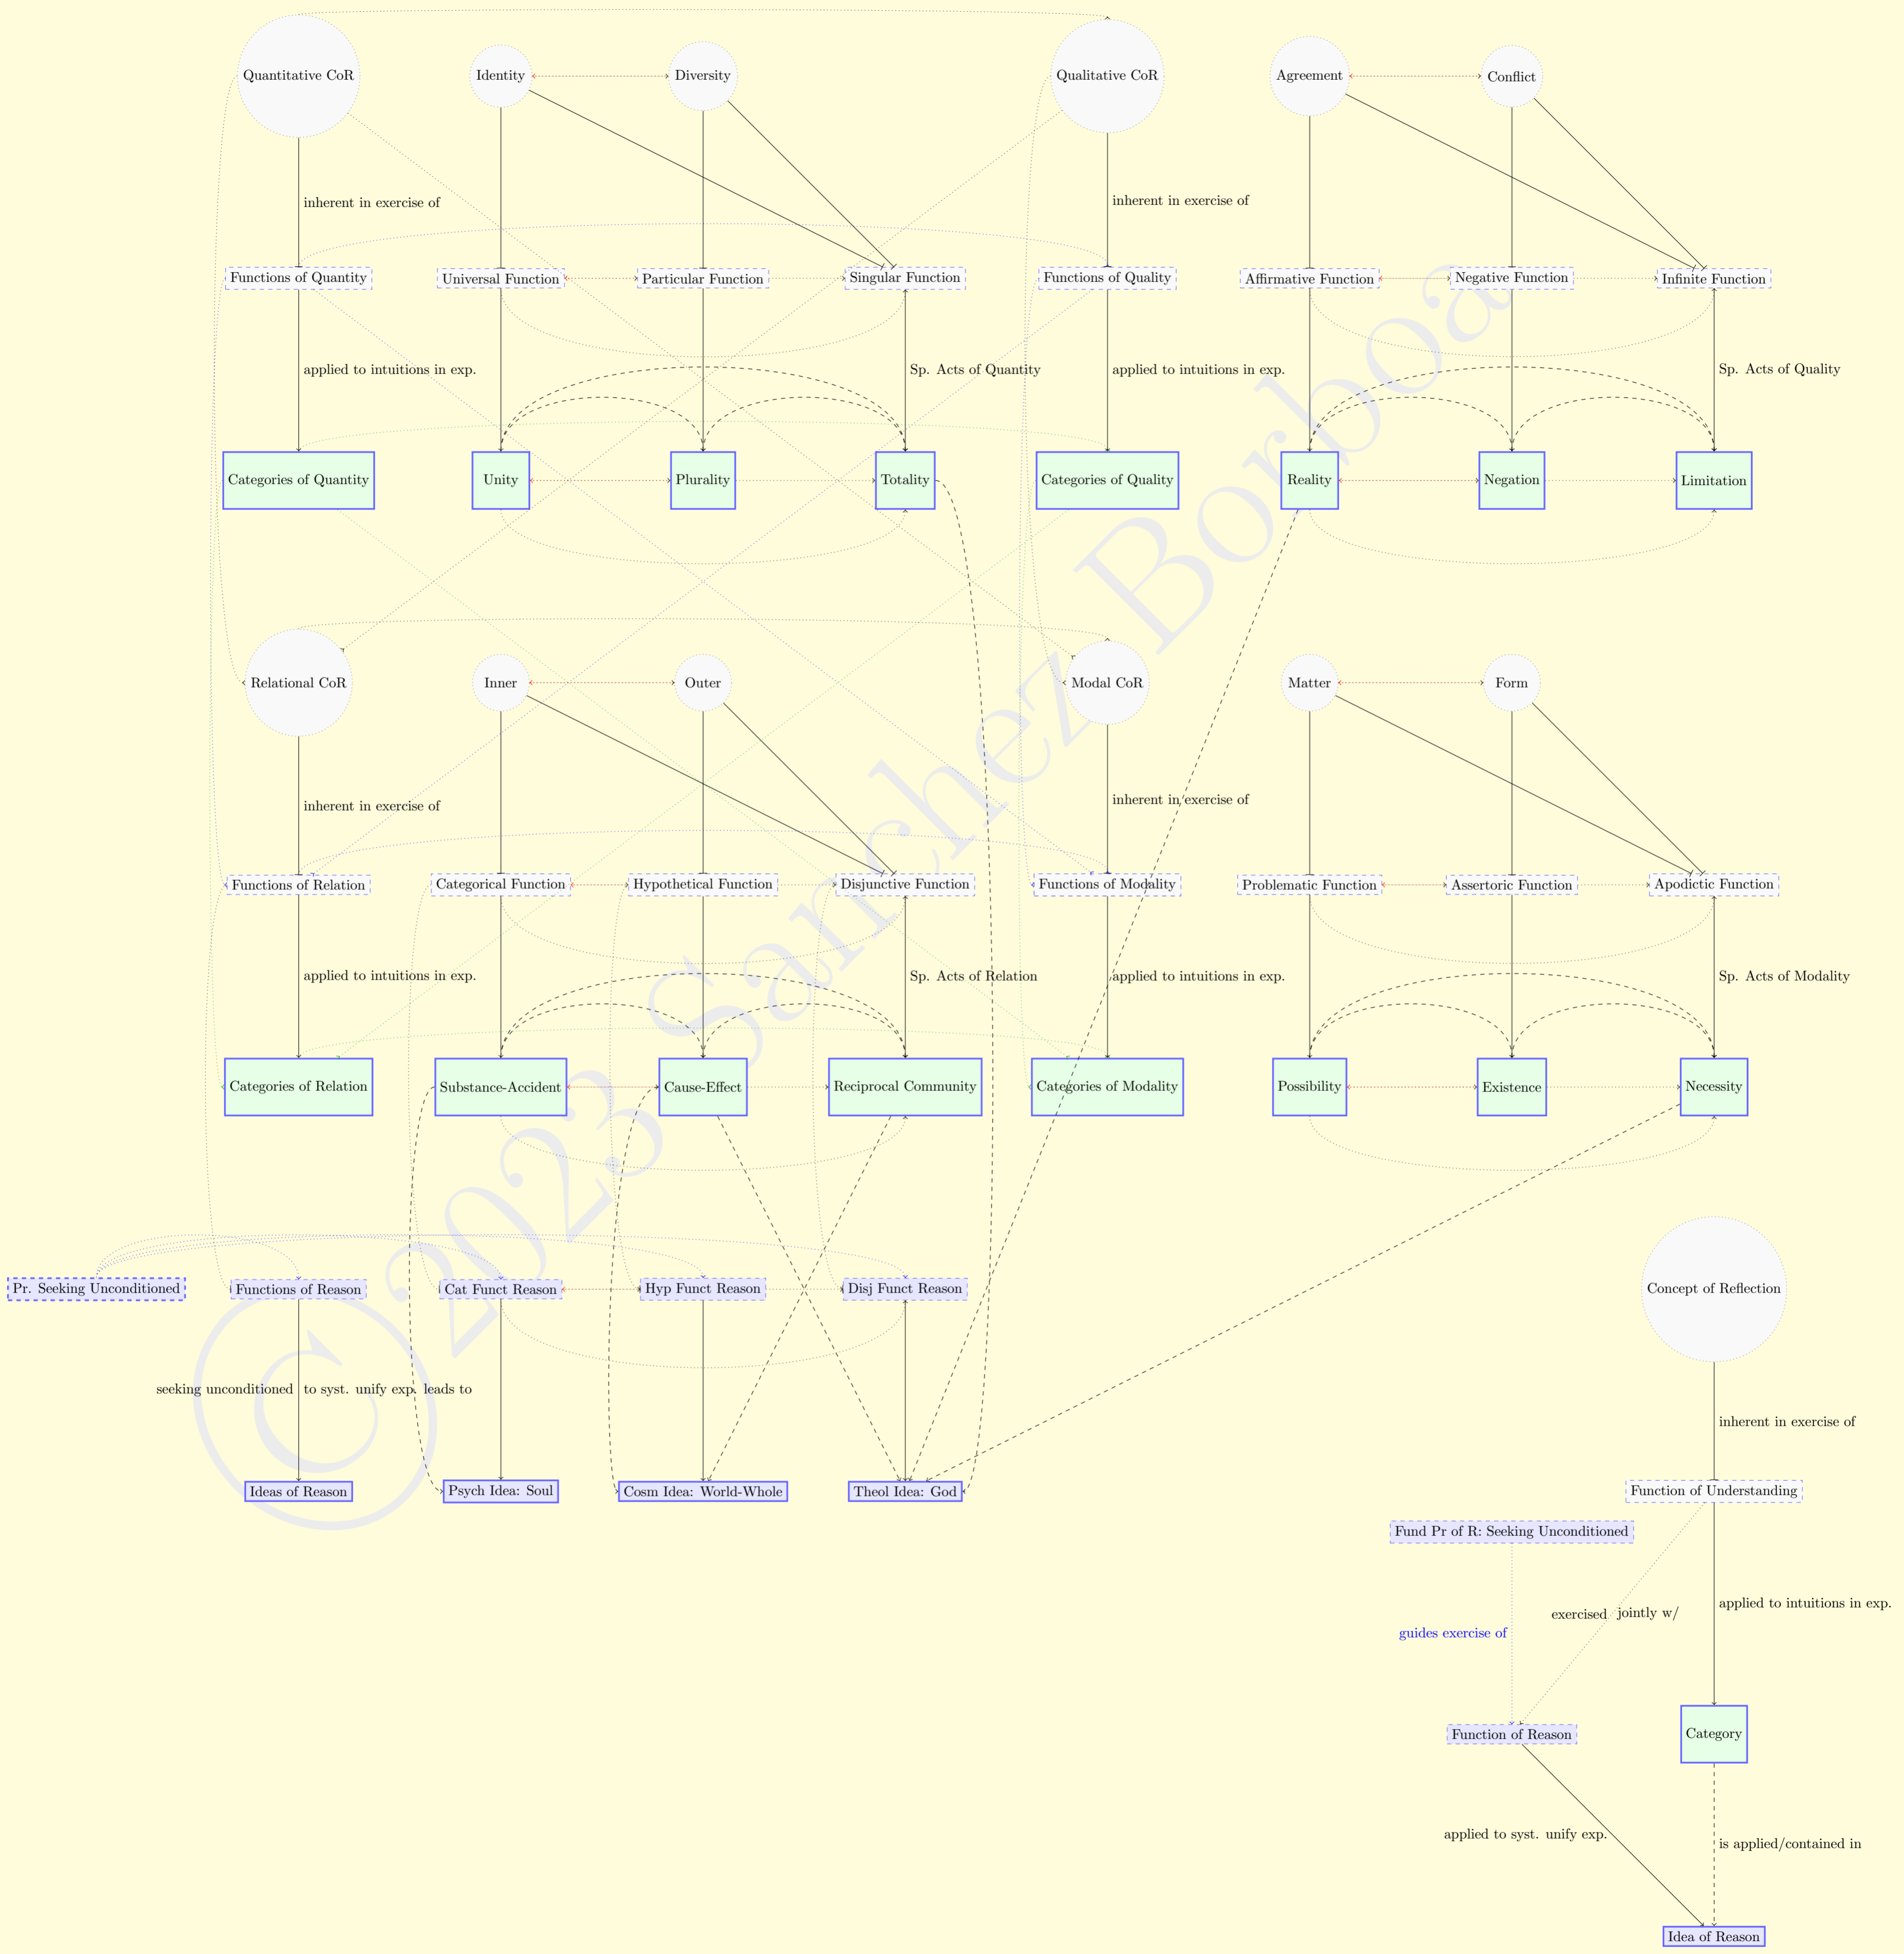 Quantitative CoR
Identity
Diversity
Qualitative CoR
Agreement
Conflict
inherent in exercise of
inherent in exercise of
Functions of Quantity
Universal Function
Particular Function
Singular Function
Functions of Quality
Affirmative Function
Negative Function
Infinite Function
applied to intuitions in exp.
Sp. Acts of Quantity
applied to intuitions in exp.
Sp. Acts of Quality
Categories of Quantity
Unity
Plurality
Totality
Categories of Quality
Reality
Negation
Limitation
Relational CoR
Inner
Outer
Modal CoR
Matter
Form
inherent in exercise of
inherent in exercise of
Functions of Relation
Categorical Function
Hypothetical Function
Disjunctive Function
Functions of Modality
Problematic Function
Assertoric Function
Apodictic Function
applied to intuitions in exp.
Sp. Acts of Relation
applied to intuitions in exp.
Sp. Acts of Modality
Categories of Relation
Substance-Accident
Cause-Effect
Reciprocal Community
Categories of Modality
Possibility
Existence
Necessity
Pr. Seeking Unconditioned
Functions of Reason
Cat Funct Reason
Hyp Funct Reason
Disj Funct Reason
Concept of Reflection
seeking unconditioned to syst. unify exp. leads to
inherent in exercise of
Ideas of Reason
Psych Idea: Soul
Cosm Idea: World-Whole
Theol Idea: God
Function of Understanding
Fund Pr of R: Seeking Unconditioned
applied to intuitions in exp.
exercised jointly w/
guides exercise of
Function of Reason
Category
applied to syst. unify exp.
is applied/contained in
Idea of Reason
© 2023 Sanchez Borboa